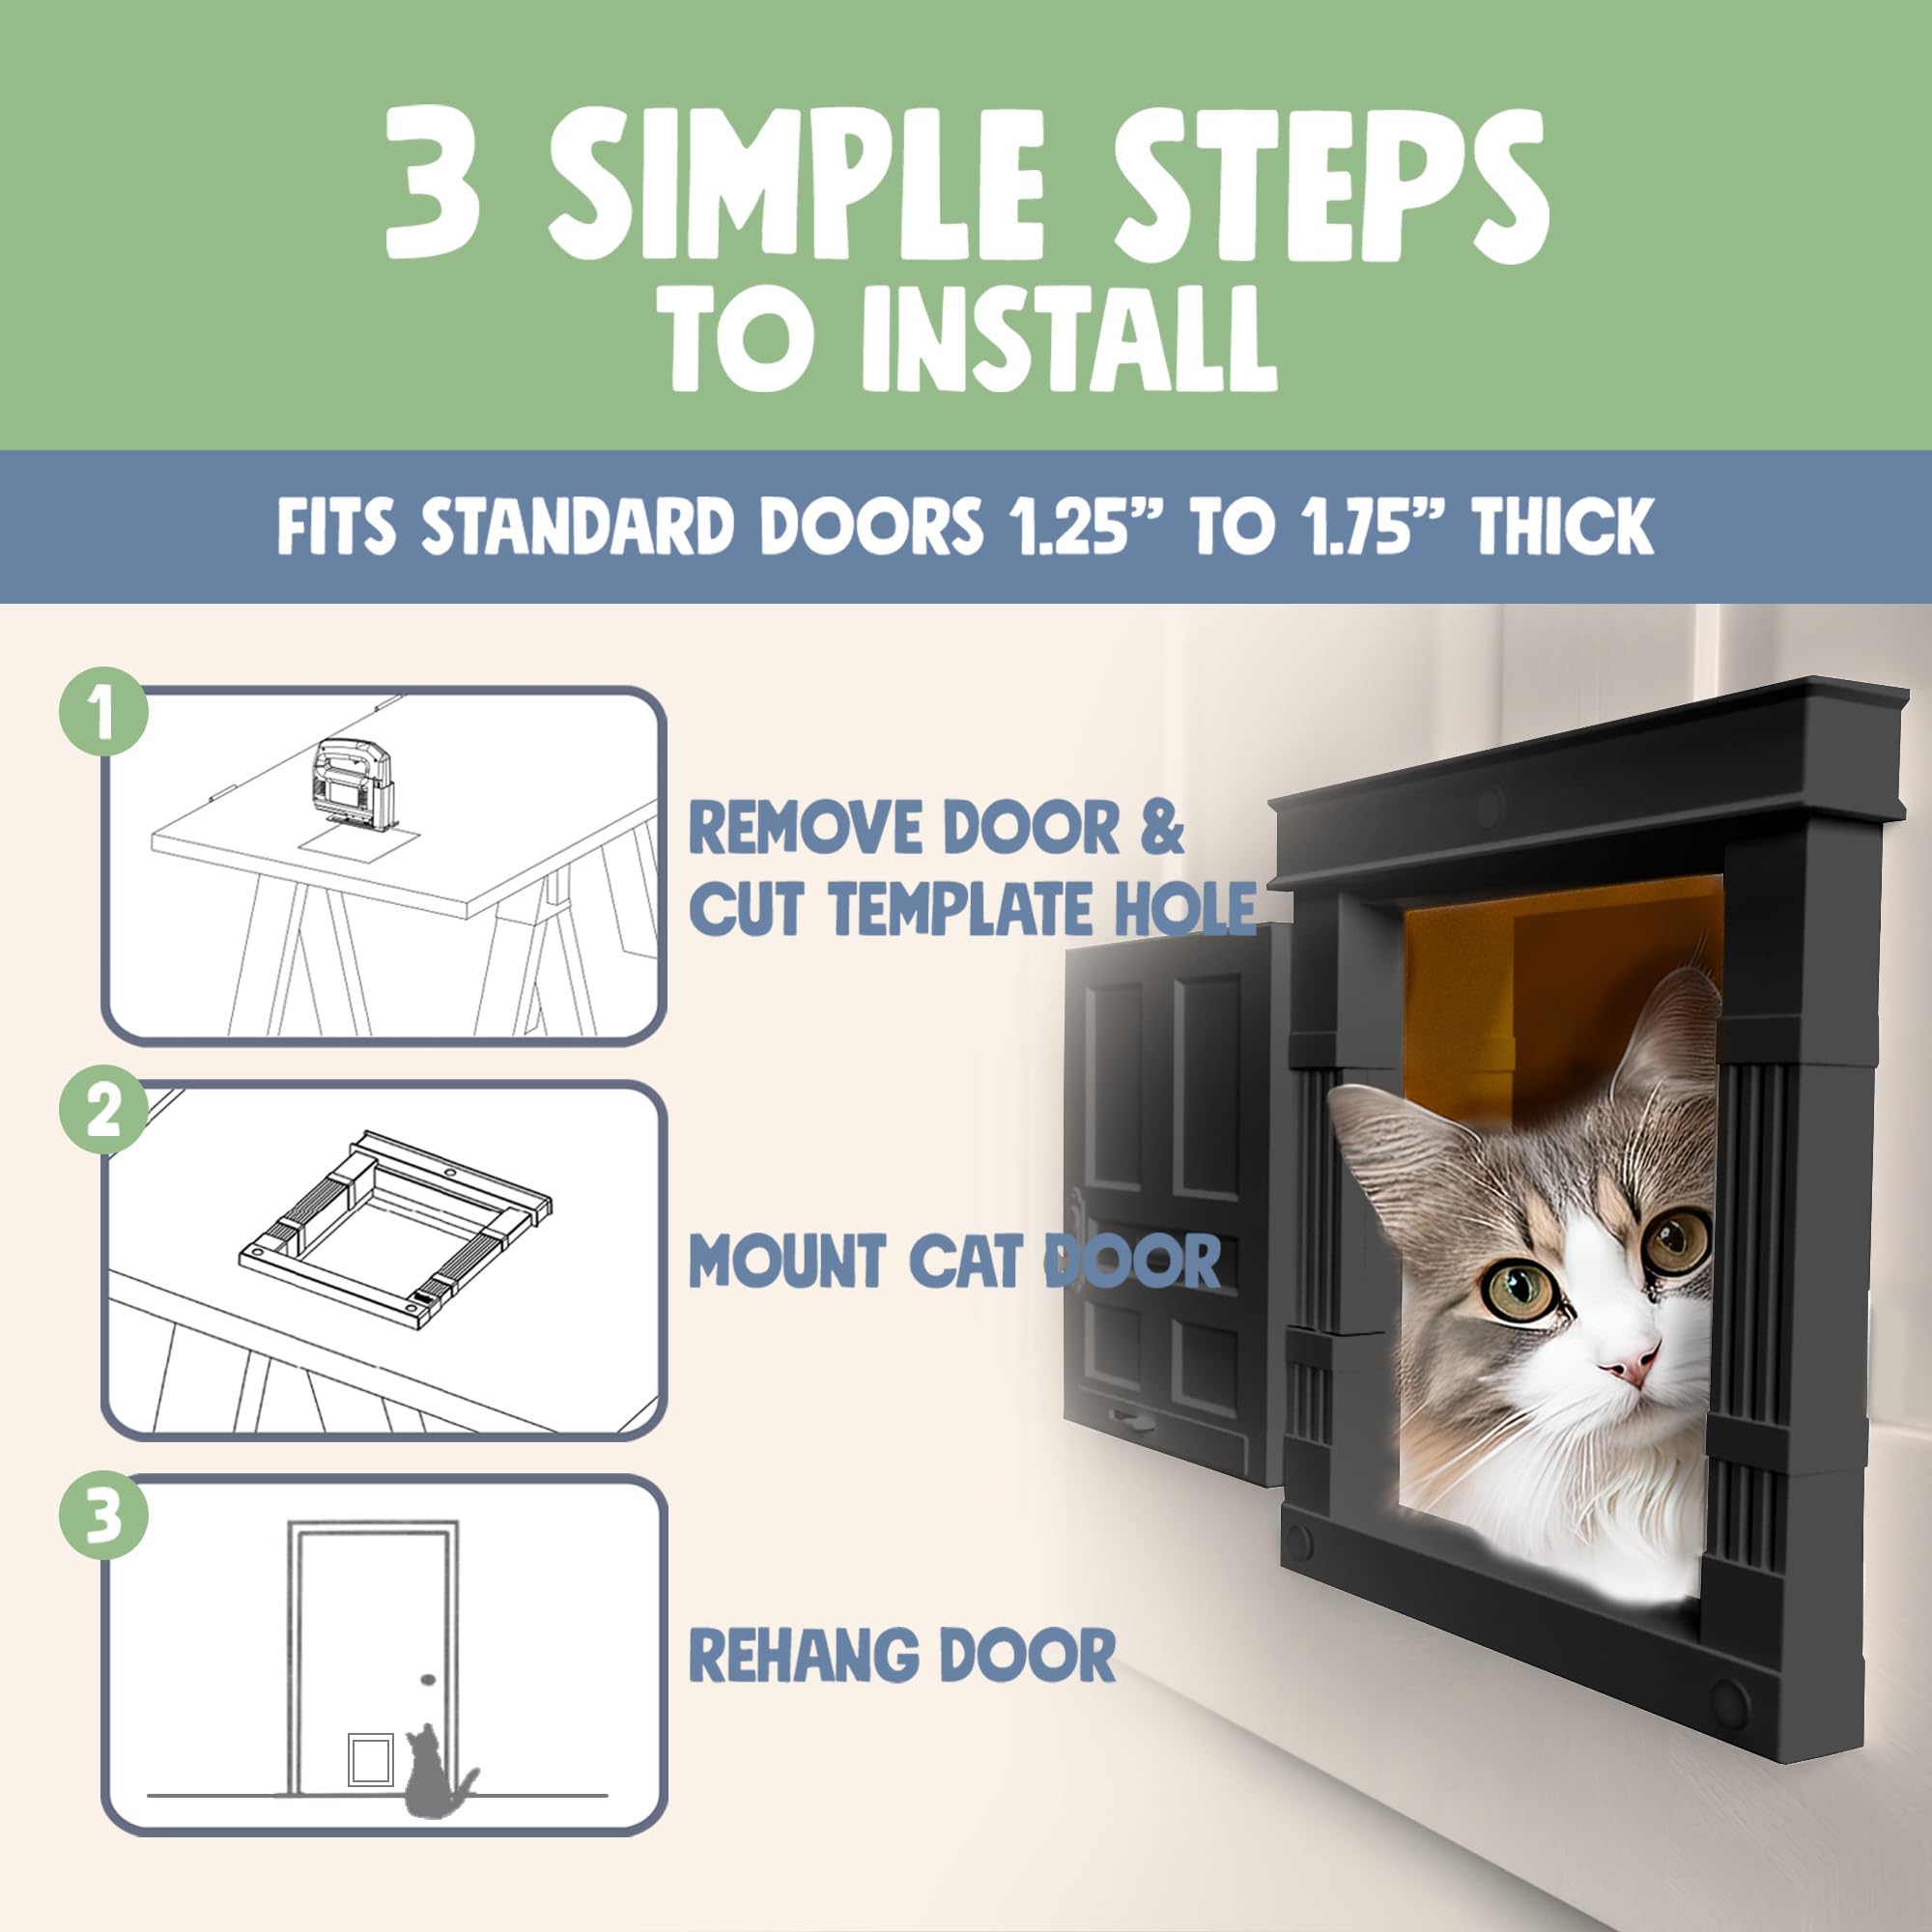 3 SIMPLE STEPS
TO INSTALL
FITS STANDARD DOORS 1.25” TO 1.75” THICK
1
REMOVE DOOR &
CUT TEMPLATE HOLE
2
MOUNT CAT DOOR
3
REHANG DOOR